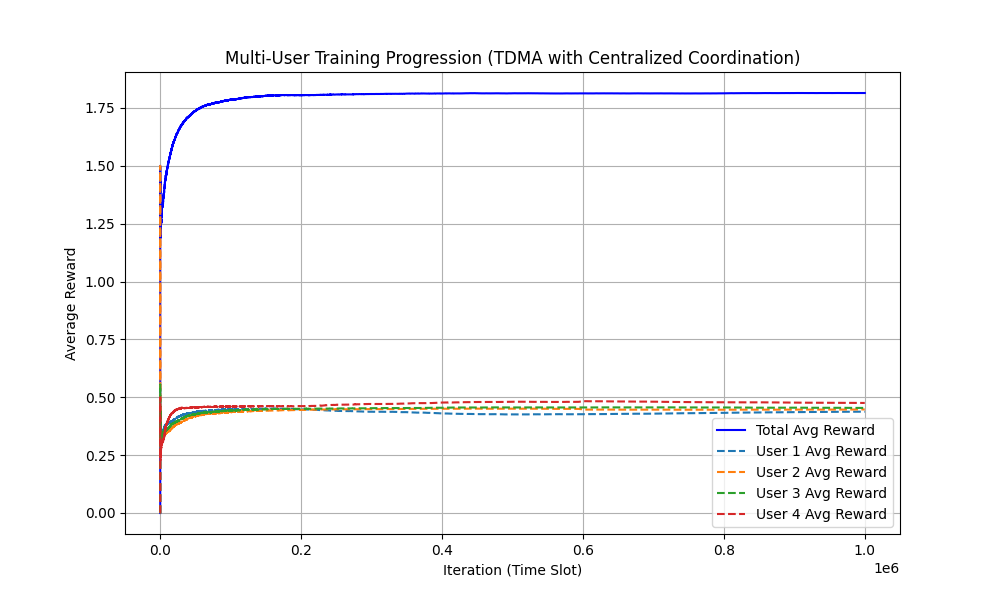 Multi-User Training Progression (TDMA with Centralized Coordination)
Average Reward
1.75
1.50
1.25
1.00
0.75
0.50
0.25
0.00
Total Avg Reward
User 1 Avg Reward
User 2 Avg Reward
User 3 Avg Reward
User 4 Avg Reward
0.0 0.2 0.4 0.6 0.8 1.0
1e6
Iteration (Time Slot)